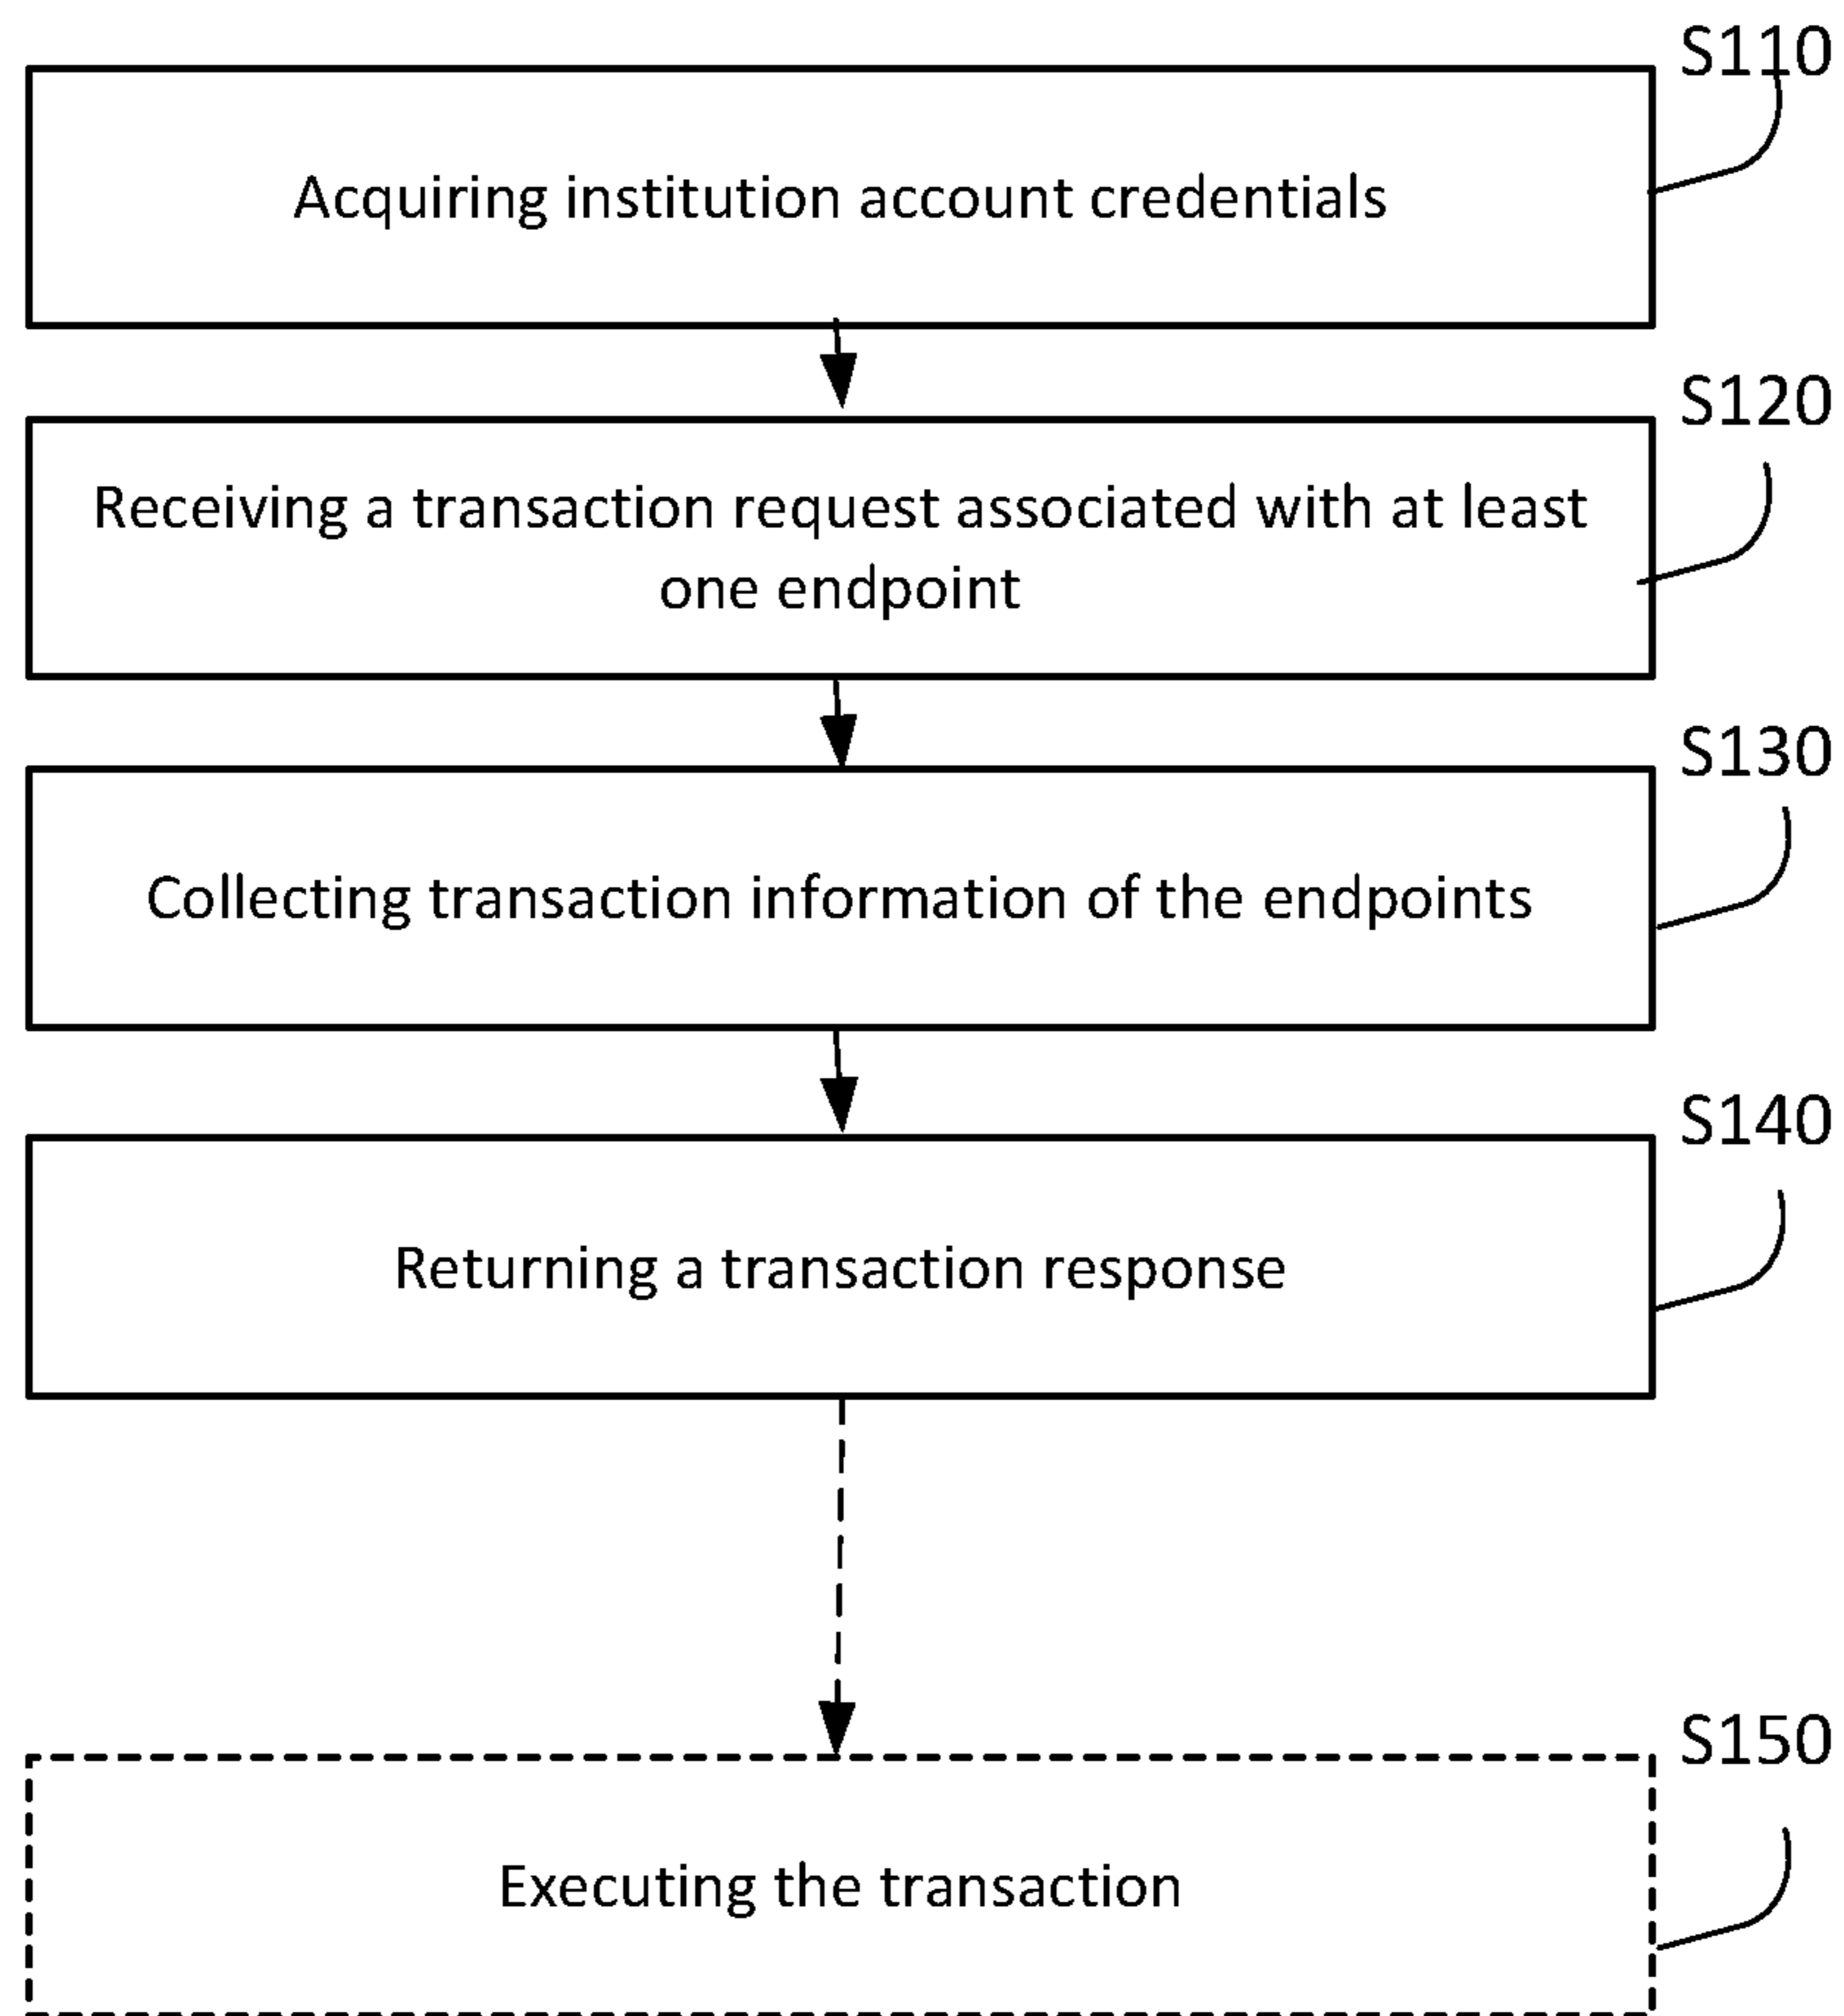 S110
Acquiring institution account credentials
S120
Receiving a transaction request associated with at least
one endpoint
S130
Collecting transaction information of the endpoints
S140
Returning a transaction response
S150
Executing the transaction